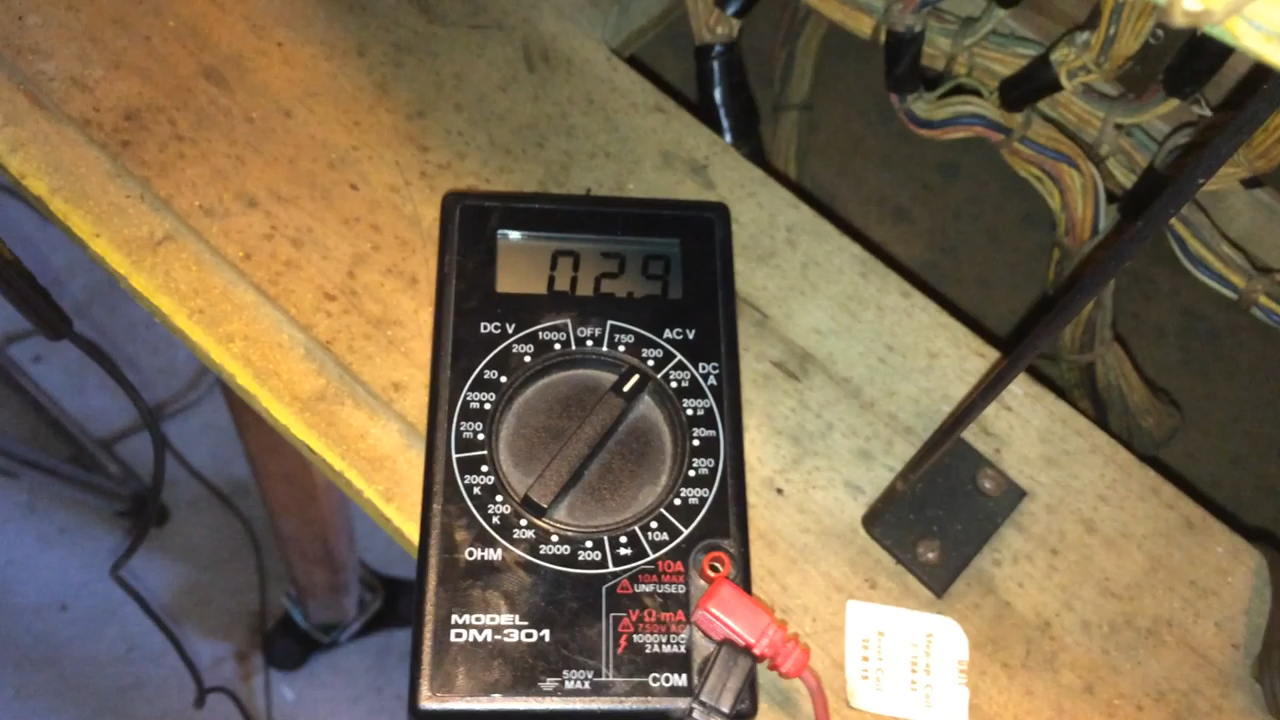 02.9
DC V
1000
OFF
750
AC V
200
200
20
2000
m
200
m
200
µ
DC
A
2000
µ
20m
200
m
2000
m
10A
2000
K
200
K
20K
2000
200
OHM
10A
10A MAX
UNFUSED
MODEL
DM-301
V·Ω·mA
750V AC
1000V DC
2A MAX
500V
MAX
COM